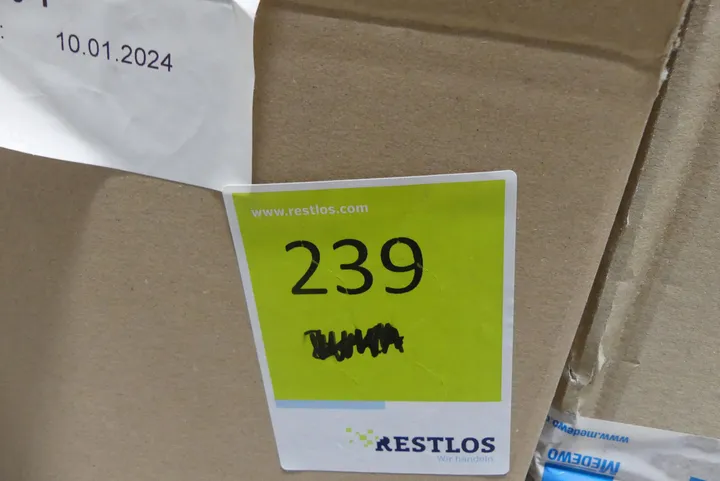 10.01.2024
www.restlos.com
239
RESTLOS
Wir handeln.
www.medewo.c
MEDEWO